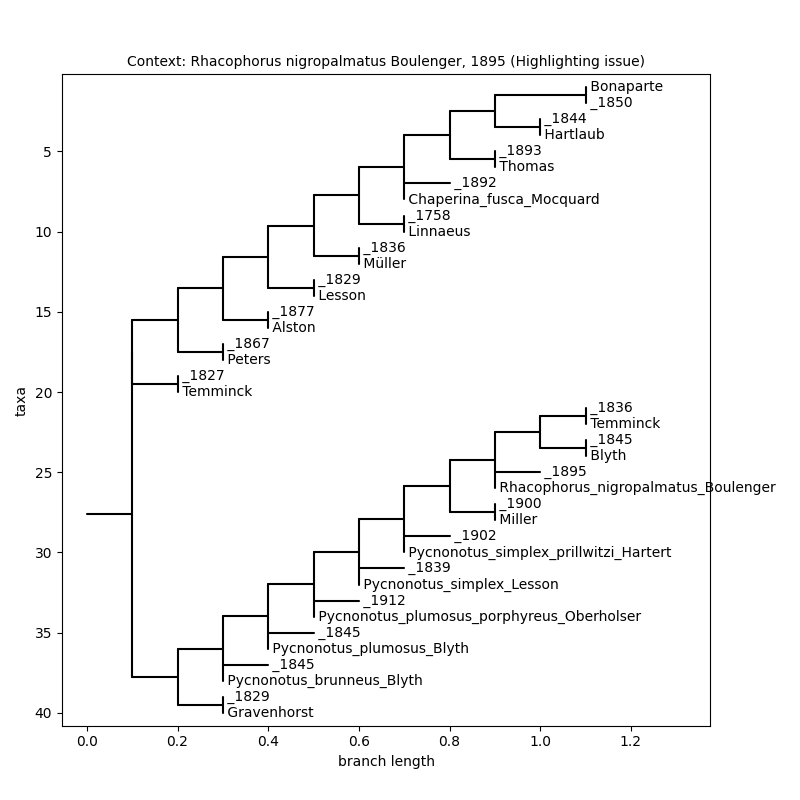 Context: Rhacophorus nigropalmatus Boulenger, 1895 (Highlighting issue)
Bonaparte
_1850
_1844
Hartlaub
_1893
Thomas
_1892
Chaperina_fusca_Mocquard
_1758
Linnaeus
_1836
Müller
_1829
Lesson
_1877
Alston
_1867
Peters
_1827
Temminck
_1836
Temminck
_1845
Blyth
_1895
Rhacophorus_nigropalmatus_Boulenger
_1900
Miller
_1902
Pycnonotus_simplex_prillwitzi_Hartert
_1839
Pycnonotus_simplex_Lesson
_1912
Pycnonotus_plumosus_porphyreus_Oberholser
_1845
Pycnonotus_plumosus_Blyth
_1845
Pycnonotus_brunneus_Blyth
_1829
Gravenhorst
5
10
15
20
25
30
35
40
taxa
0.0 0.2 0.4 0.6 0.8 1.0 1.2
branch length